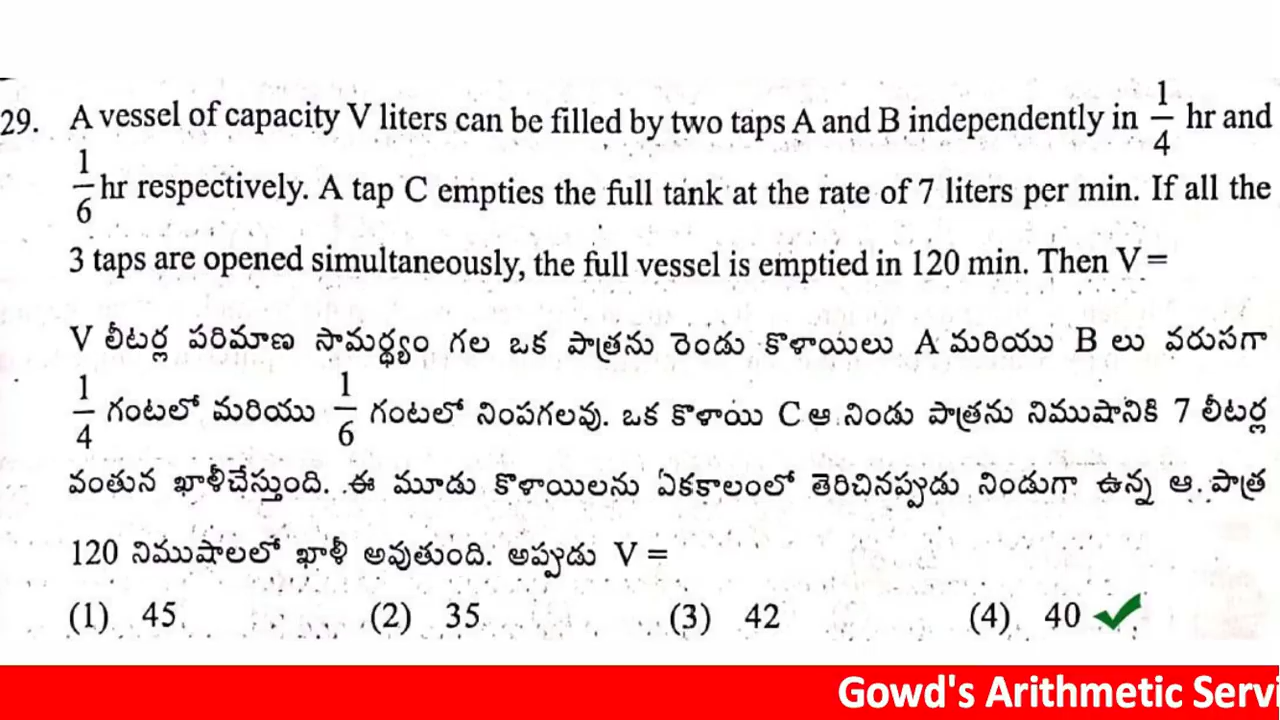 29. A vessel of capacity V liters can be filled by two taps A and B independently in 1/4 hr and
1/6 hr respectively. A tap C empties the full tank at the rate of 7 liters per min. If all the
3 taps are opened simultaneously, the full vessel is emptied in 120 min. Then V =
V లీటర్ల పరిమాణ సామర్థ్యం గల ఒక పాత్రను రెండు కొళాయిలు A మరియు B లు వరుసగా
1/4 గంటలో మరియు 1/6 గంటలో నింపగలవు. ఒక కొళాయి C ఆ నిండు పాత్రను నిముషానికి 7 లీటర్ల
వంతున ఖాళీచేస్తుంది. ఈ మూడు కొళాయిలను ఏకకాలంలో తెరిచినప్పుడు నిండుగా ఉన్న ఆ పాత్ర
120 నిముషాలలో ఖాళీ అవుతుంది. అప్పుడు V =
(1) 45 (2) 35 (3) 42 (4) 40 ✔
Gowd's Arithmetic Servi